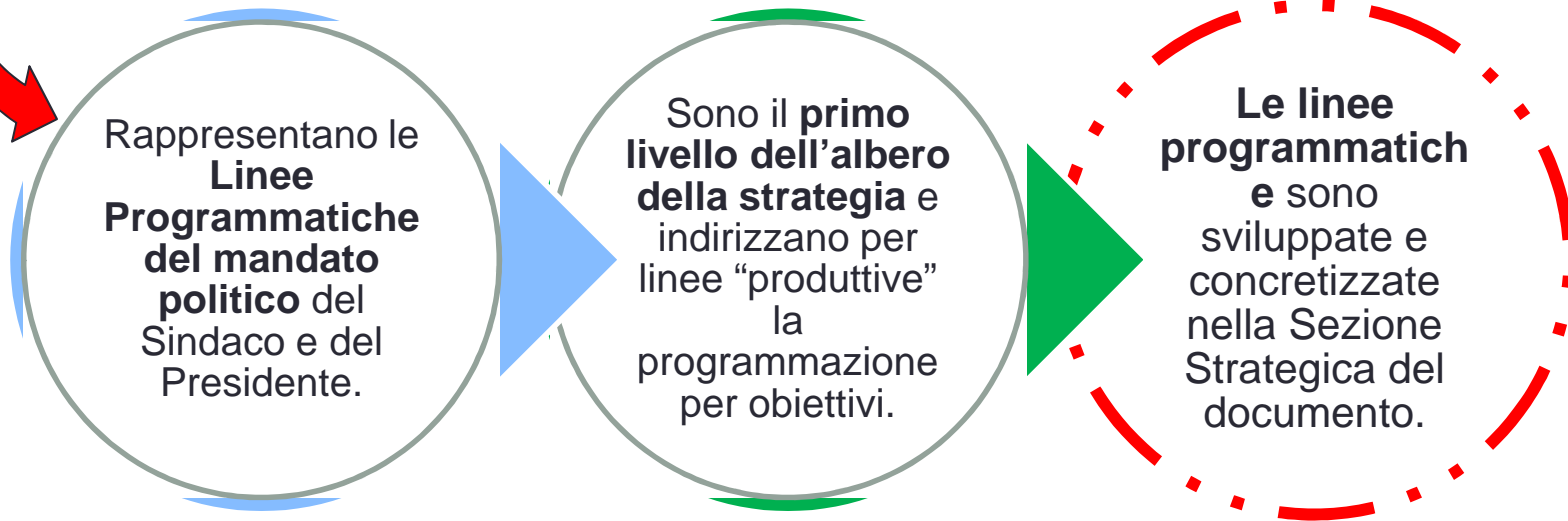 Rappresentano le
Linee
Programmatiche
del mandato
politico del
Sindaco e del
Presidente.
Sono il primo
livello dell’albero
della strategia e
indirizzano per
linee “produttive”
la
programmazione
per obiettivi.
Le linee
programmatich
e sono
sviluppate e
concretizzate
nella Sezione
Strategica del
documento.